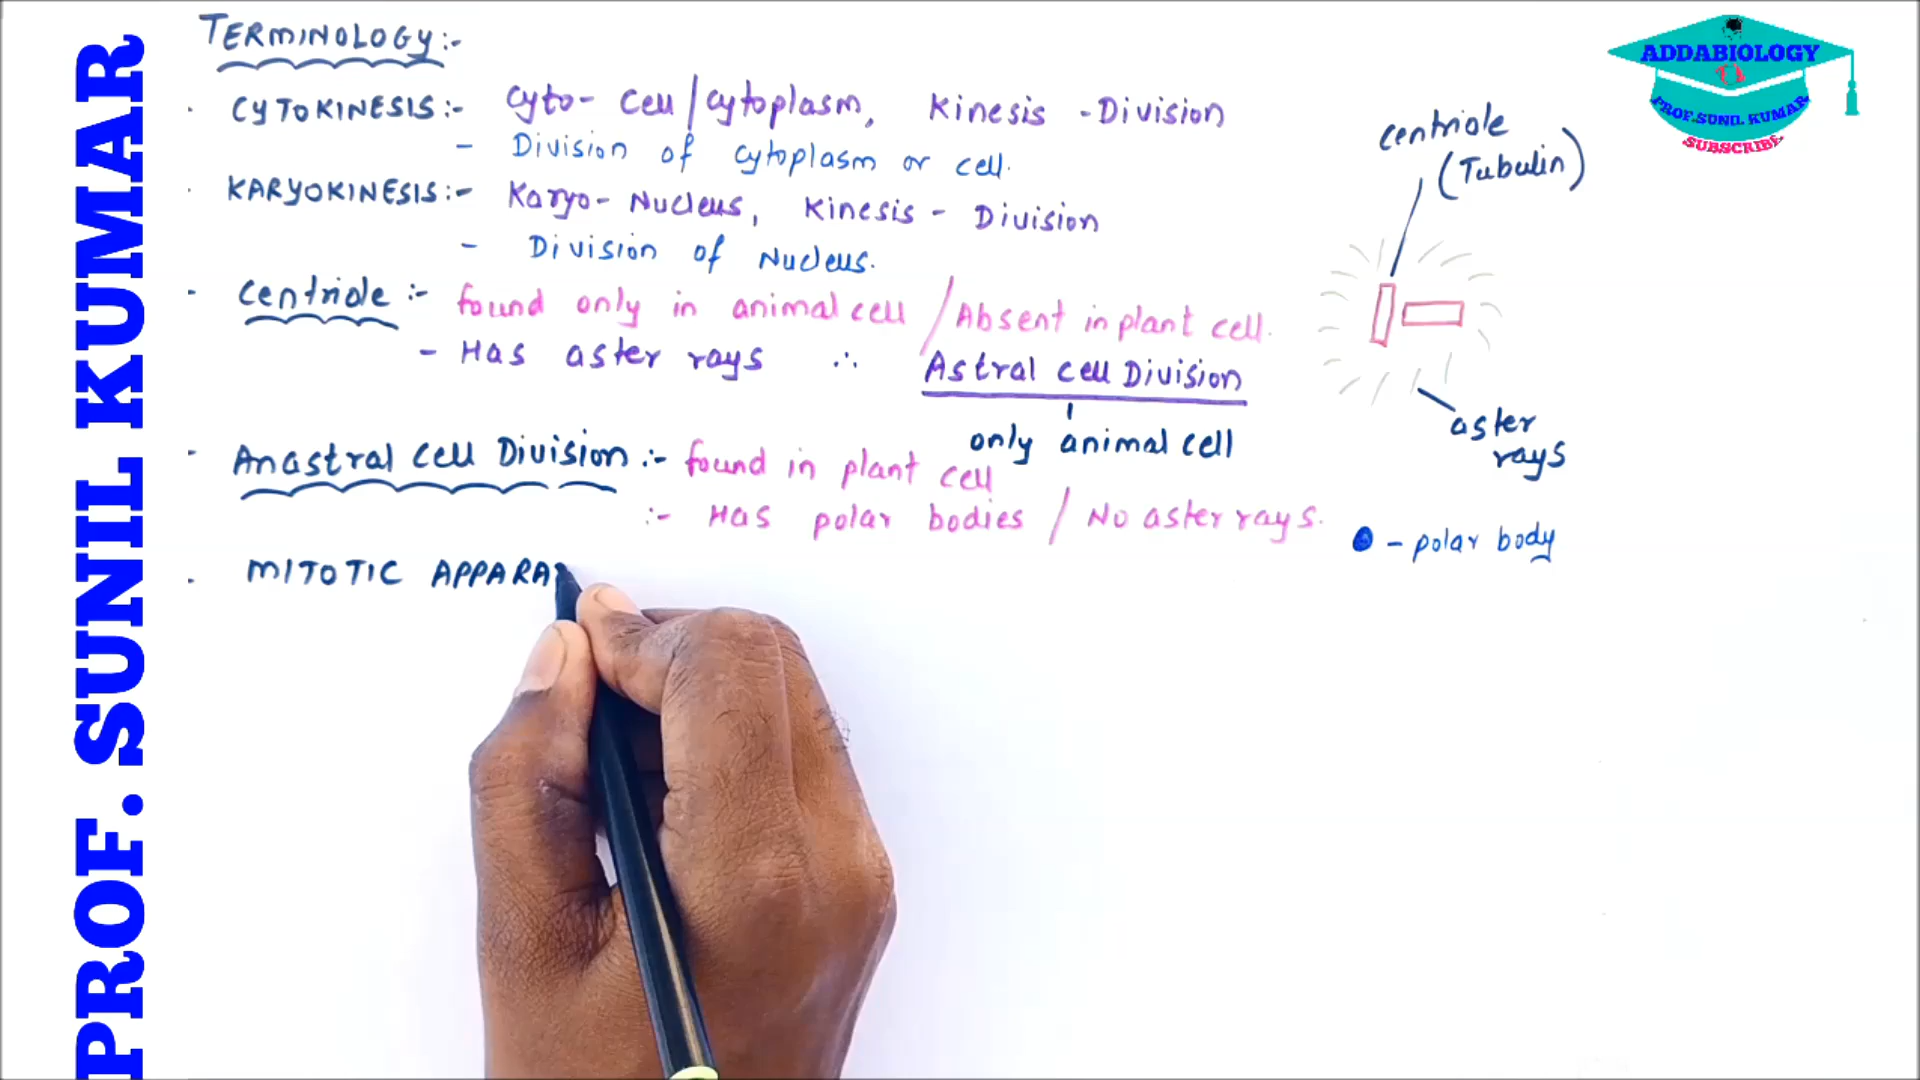 PROF. SUNIL KUMAR
TERMINOLOGY:-
· CYTOKINESIS:- Cyto- Cell/cytoplasm, Kinesis -Division
- Division of cytoplasm or cell.
· KARYOKINESIS:- Karyo- Nucleus, Kinesis - Division
- Division of Nucleus.
· Centriole :- found only in animal cell / Absent in plant cell.
- Has aster rays ∴ Astral cell Division
only animal cell
· Anastral Cell Division :- found in plant cell
:- Has polar bodies / No aster rays.
· MITOTIC APPARA
centriole
(Tubulin)
aster
rays
- polar body
ADDABIOLOGY
PROF.SUNIL KUMAR
SUBSCRIBE